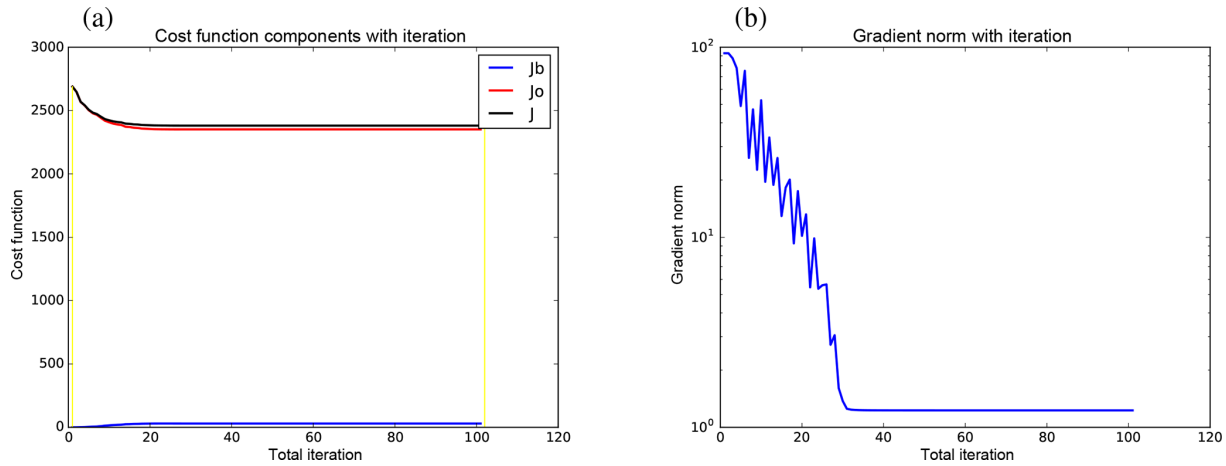 (a)
Cost function components with iteration
3000
2500
2000
1500
1000
500
0
Cost function
Jb
Jo
J
0 20 40 60 80 100 120
Total iteration
(b)
Gradient norm with iteration
10²
10¹
10⁰
Gradient norm
0 20 40 60 80 100 120
Total iteration